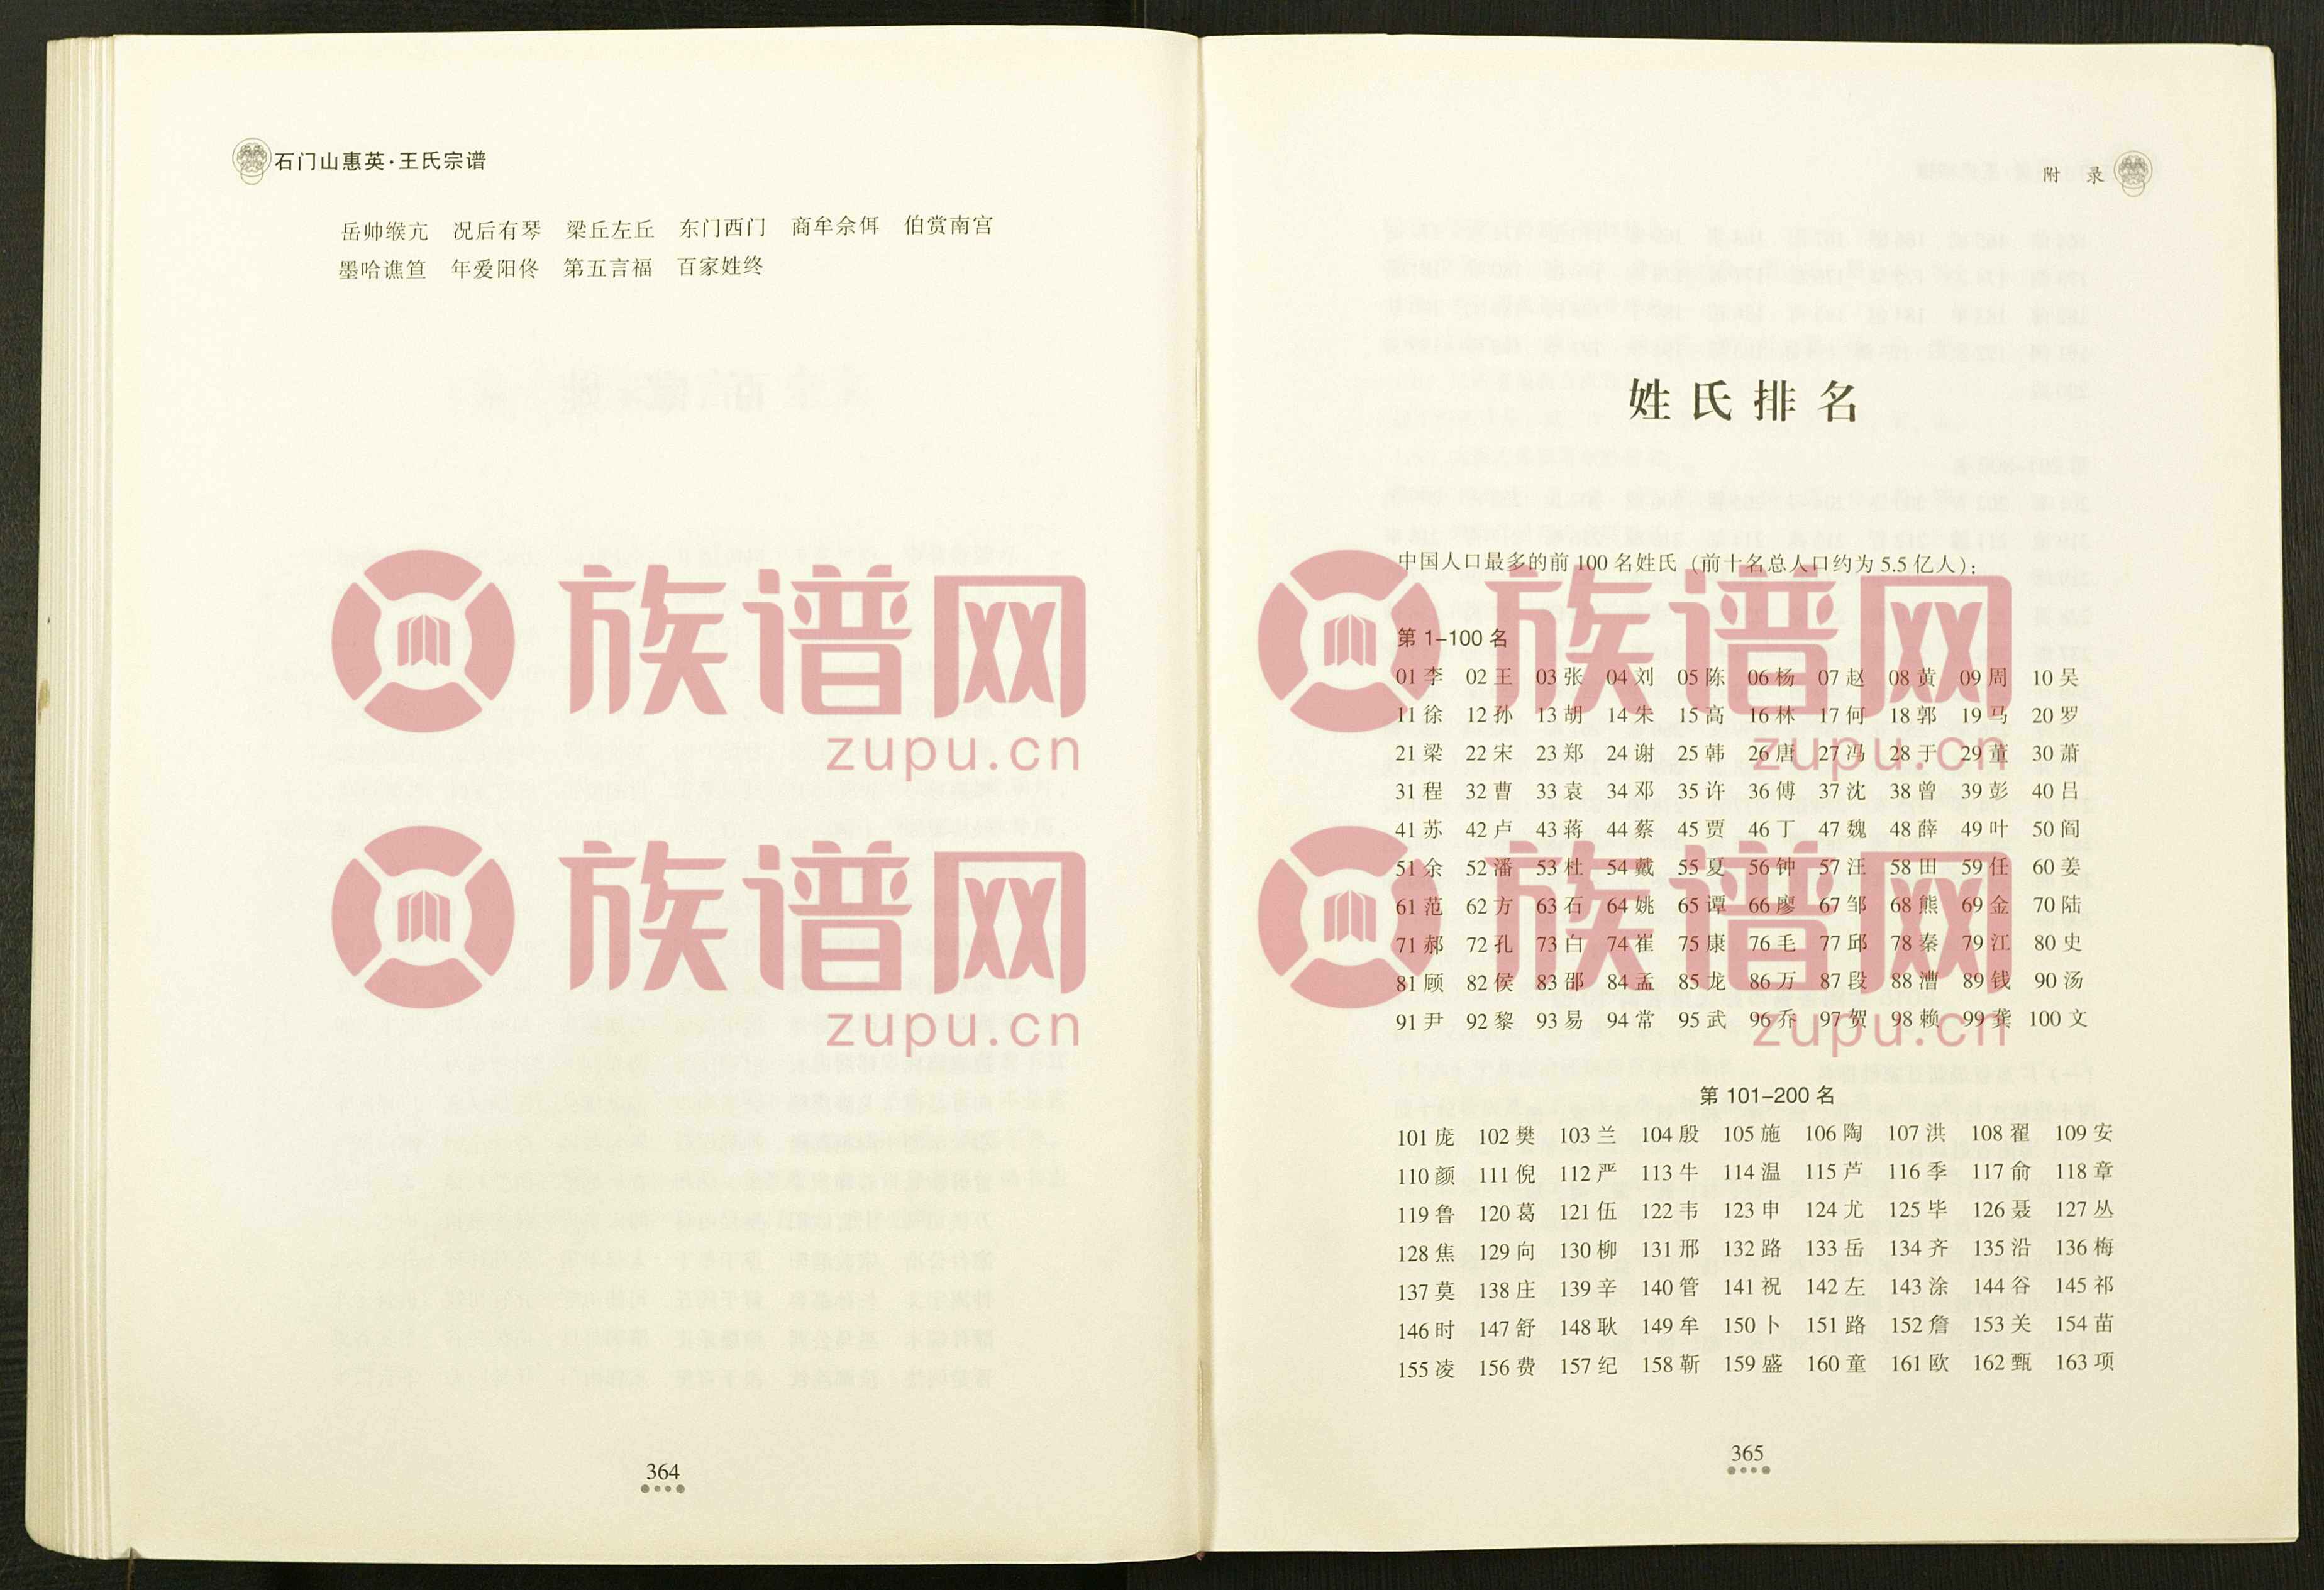 石门山惠英·王氏宗谱
岳帅缑亢 况后有琴 梁丘左丘 东门西门 商牟佘佴 伯赏南宫
墨哈谯笪 年爱阳佟 第五言福 百家姓终
364
附 录
姓氏排名
中国人口最多的前100名姓氏（前十名总人口约为5.5亿人）：
第1-100名
01李 02王 03张 04刘 05陈 06杨 07赵 08黄 09周 10吴
11徐 12孙 13胡 14朱 15高 16林 17何 18郭 19马 20罗
21梁 22宋 23郑 24谢 25韩 26唐 27冯 28于 29董 30萧
31程 32曹 33袁 34邓 35许 36傅 37沈 38曾 39彭 40吕
41苏 42卢 43蒋 44蔡 45贾 46丁 47魏 48薛 49叶 50阎
51余 52潘 53杜 54戴 55夏 56钟 57汪 58田 59任 60姜
61范 62方 63石 64姚 65谭 66廖 67邹 68熊 69金 70陆
71郝 72孔 73白 74崔 75康 76毛 77邱 78秦 79江 80史
81顾 82侯 83邵 84孟 85龙 86万 87段 88漕 89钱 90汤
91尹 92黎 93易 94常 95武 96乔 97贺 98赖 99龚 100文
第101-200名
101庞 102樊 103兰 104殷 105施 106陶 107洪 108翟 109安
110颜 111倪 112严 113牛 114温 115芦 116季 117俞 118章
119鲁 120葛 121伍 122韦 123申 124尤 125毕 126聂 127丛
128焦 129向 130柳 131邢 132路 133岳 134齐 135沿 136梅
137莫 138庄 139辛 140管 141祝 142左 143涂 144谷 145祁
146时 147舒 148耿 149牟 150卜 151路 152詹 153关 154苗
155凌 156费 157纪 158靳 159盛 160童 161欧 162甄 163项
365
族谱网
zupu.cn
族谱网
zupu.cn
族谱网
zupu.cn
族谱网
zupu.cn